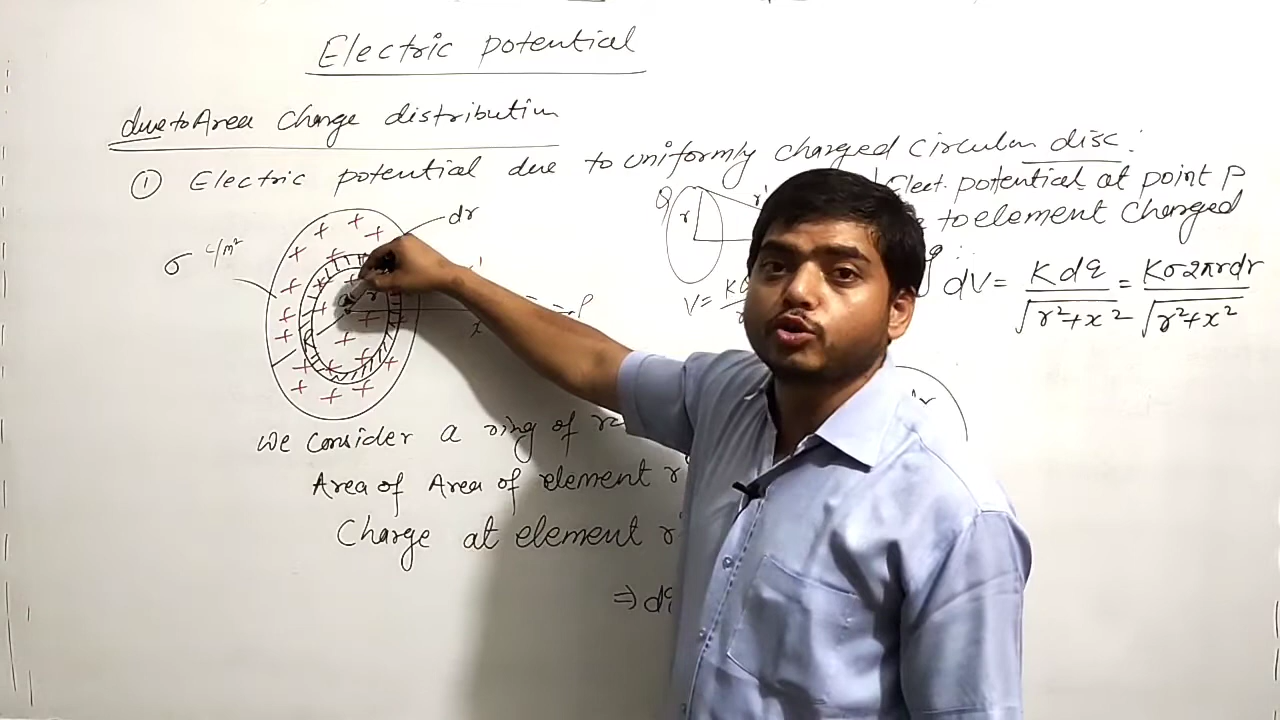 Electric potential
due to Area Charge distribution
① Electric potential due to uniformly charged circular disc :
Elect. potential at point P
to element charged
dV = Kdq/√r²+x² = Kσ2πrdr/√r²+x²
σ C/m²
dr
r
x
P
Q
r
r'
V=
We consider a ring of
Area of Area of element
Charge at element
⇒